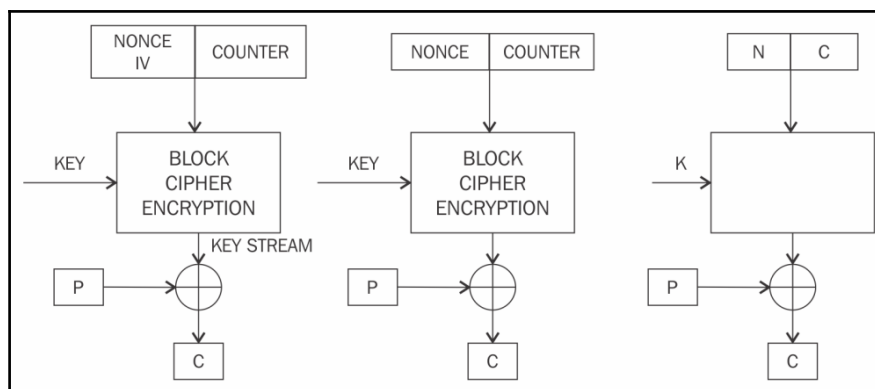 NONCE
IV
COUNTER
NONCE
COUNTER
N
C
KEY
BLOCK
CIPHER
ENCRYPTION
KEY
BLOCK
CIPHER
ENCRYPTION
K
KEY STREAM
P
P
P
C
C
C